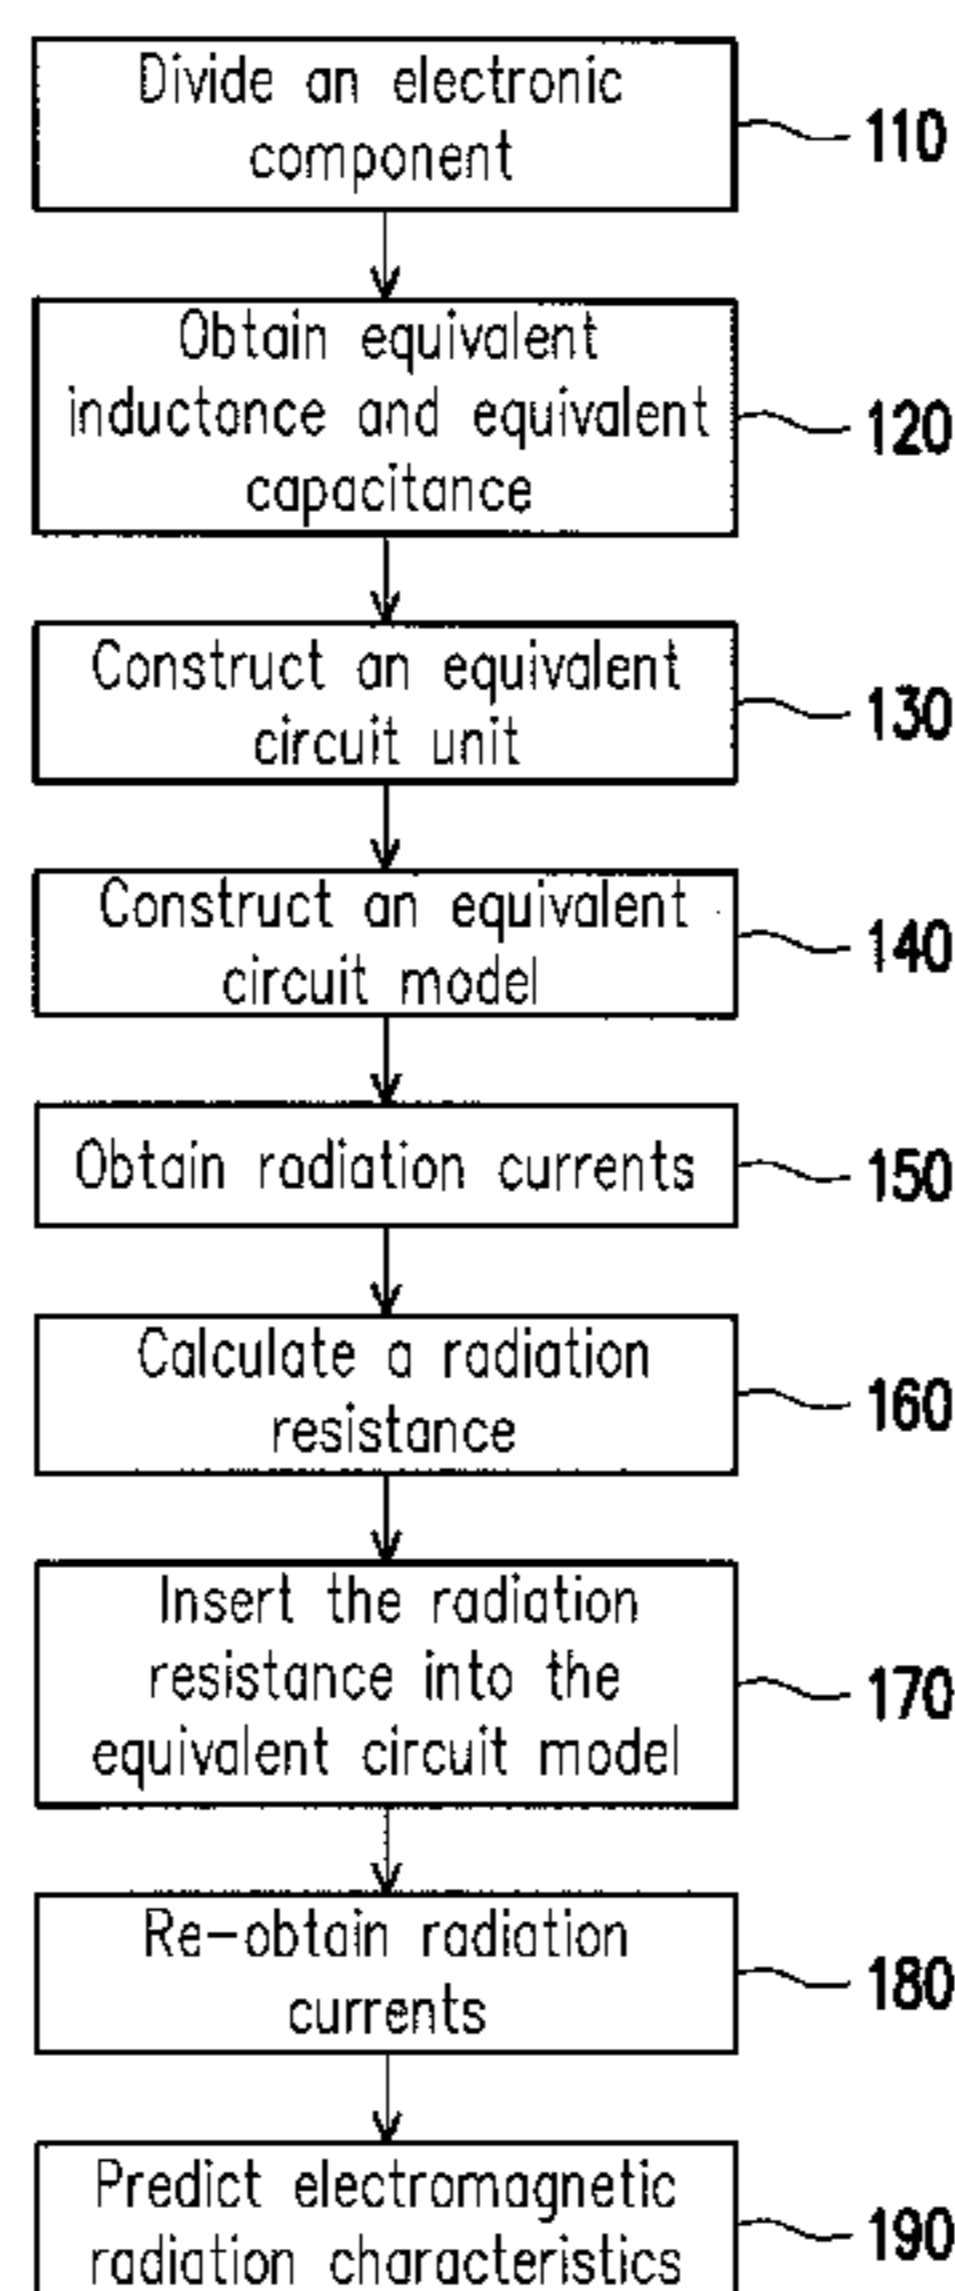 Divide an electronic
component
110
Obtain equivalent
inductance and equivalent
capacitance
120
Construct an equivalent
circuit unit
130
Construct an equivalent
circuit model
140
Obtain radiation currents
150
Calculate a radiation
resistance
160
Insert the radiation
resistance into the
equivalent circuit model
170
Re-obtain radiation
currents
180
Predict electromagnetic
radiation characteristics
190